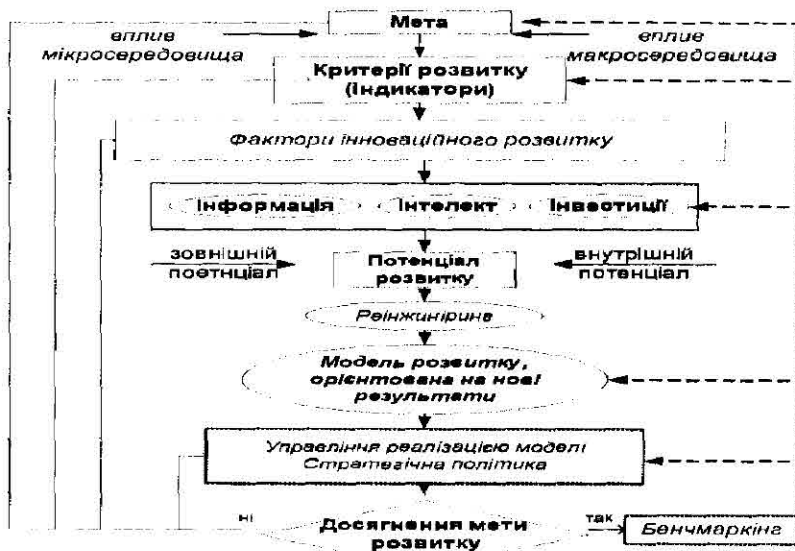 Мета
вплив
мікросередовища
вплив
макросередовища
Критерії розвитку
(Індикатори)
Фактори інноваційного розвитку
Інформація Інтелект Інвестиції
зовнішній
поетнціал
Потенціал
розвитку
внутрішній
потенціал
Реінжиніринг
Модель розвитку,
орієнтована на нові
результати
Управління реалізацією моделі
Стратегічна політика
ні
Досягнення мети
розвитку
так
Бенчмаркінг